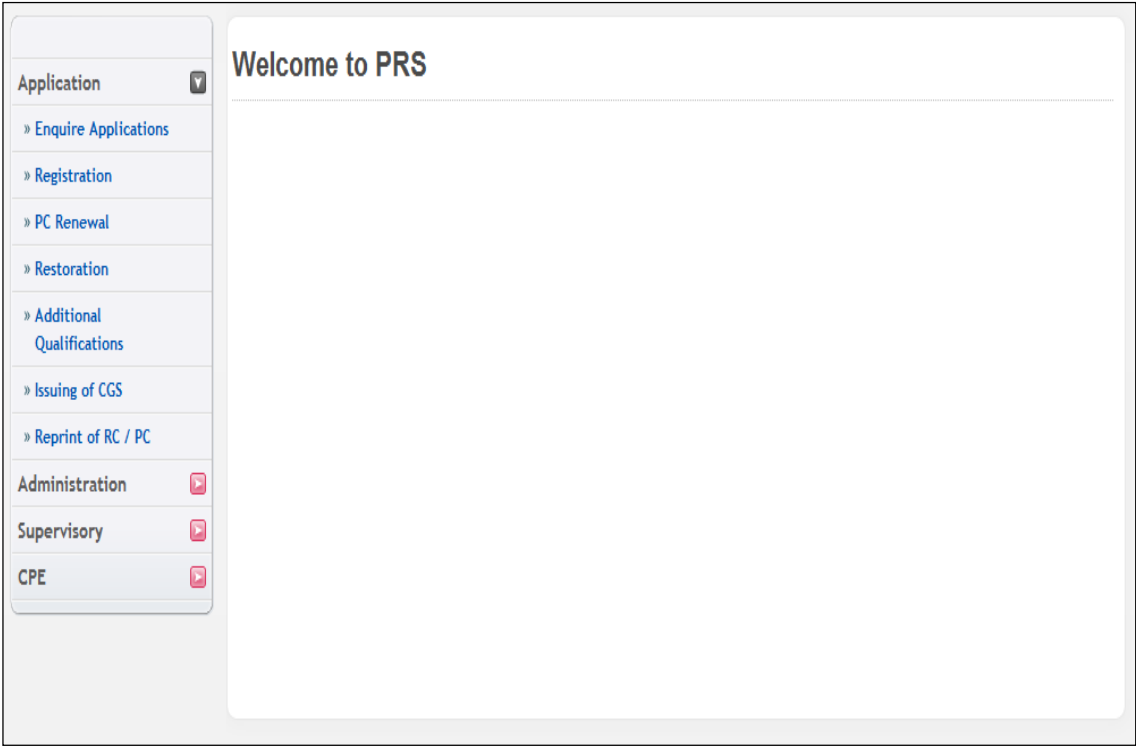 Welcome to PRS
Application
» Enquire Applications
» Registration
» PC Renewal
» Restoration
» Additional
Qualifications
» Issuing of CGS
» Reprint of RC / PC
Administration
Supervisory
CPE